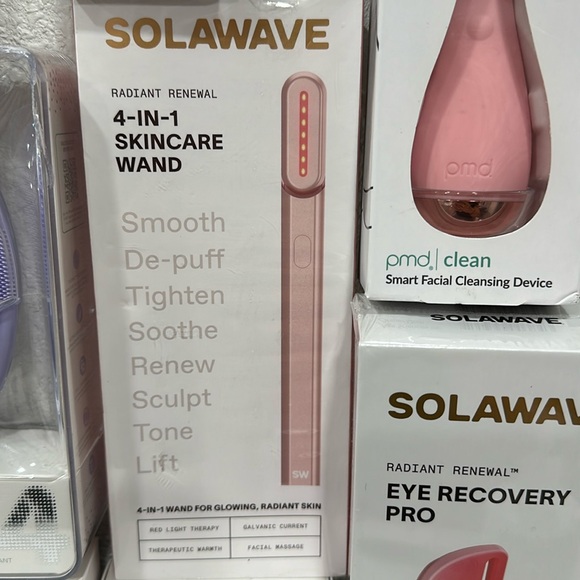 SOLAWAVE
RADIANT RENEWAL
4-IN-1
SKINCARE
WAND
Smooth
De-puff
Tighten
Soothe
Renew
Sculpt
Tone
Lift
SW
4-IN-1 WAND FOR GLOWING, RADIANT SKIN
RED LIGHT THERAPY
GALVANIC CURRENT
THERAPEUTIC WARMTH
FACIAL MASSAGE
pmd
pmd | clean
Smart Facial Cleansing Device
SOLAWAVE
SOLAWAV
RADIANT RENEWAL™
EYE RECOVERY
PRO